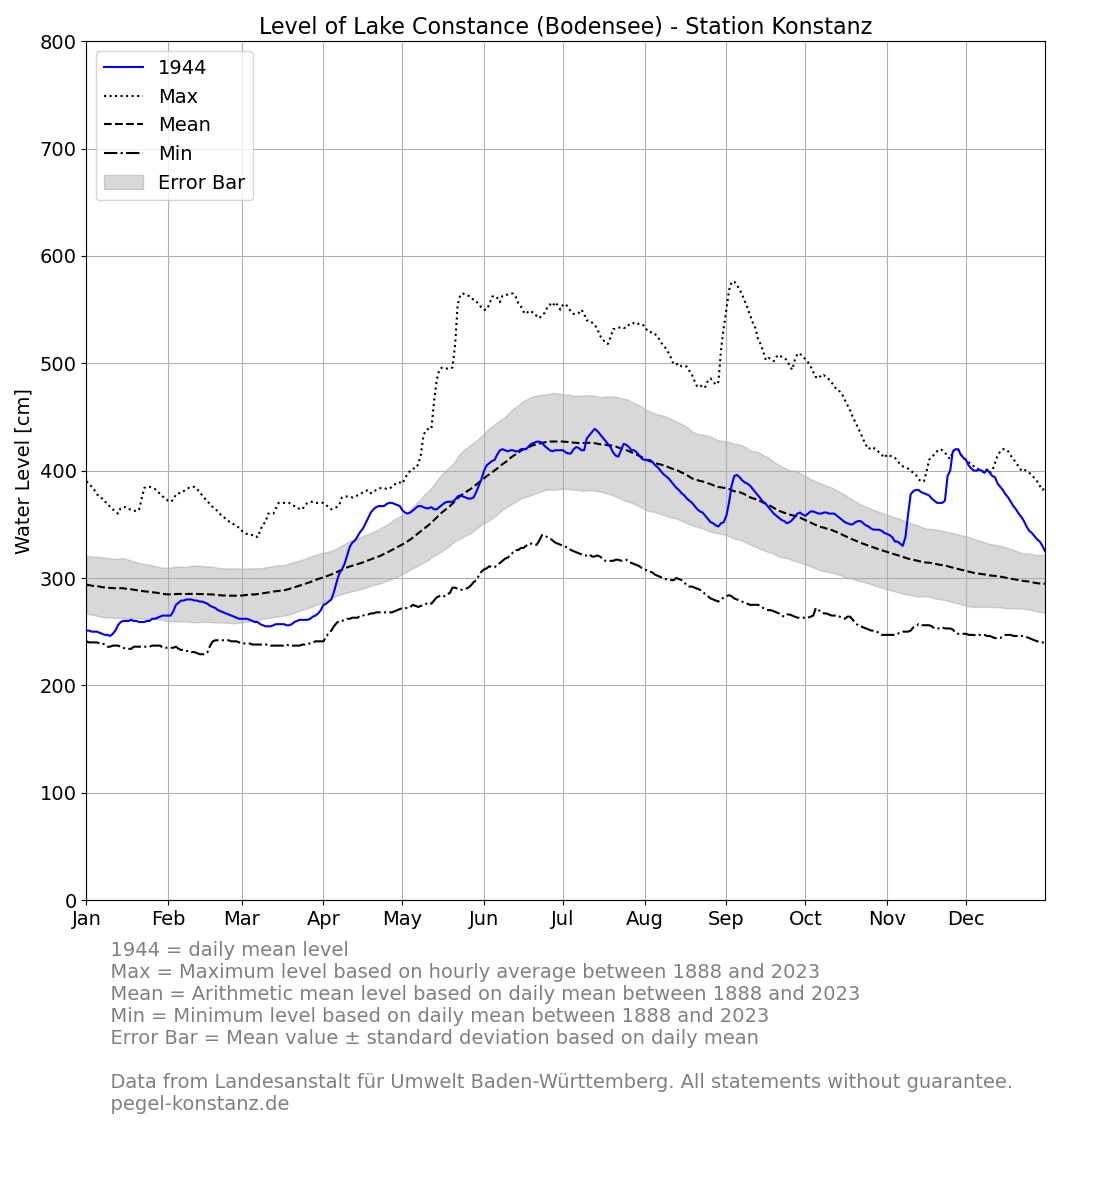 Level of Lake Constance (Bodensee) - Station Konstanz
800
700
600
500
400
300
200
100
0
Water Level [cm]
1944
Max
Mean
Min
Error Bar
Jan Feb Mar Apr May Jun Jul Aug Sep Oct Nov Dec
1944 = daily mean level
Max = Maximum level based on hourly average between 1888 and 2023
Mean = Arithmetic mean level based on daily mean between 1888 and 2023
Min = Minimum level based on daily mean between 1888 and 2023
Error Bar = Mean value ± standard deviation based on daily mean
Data from Landesanstalt für Umwelt Baden-Württemberg. All statements without guarantee.
pegel-konstanz.de